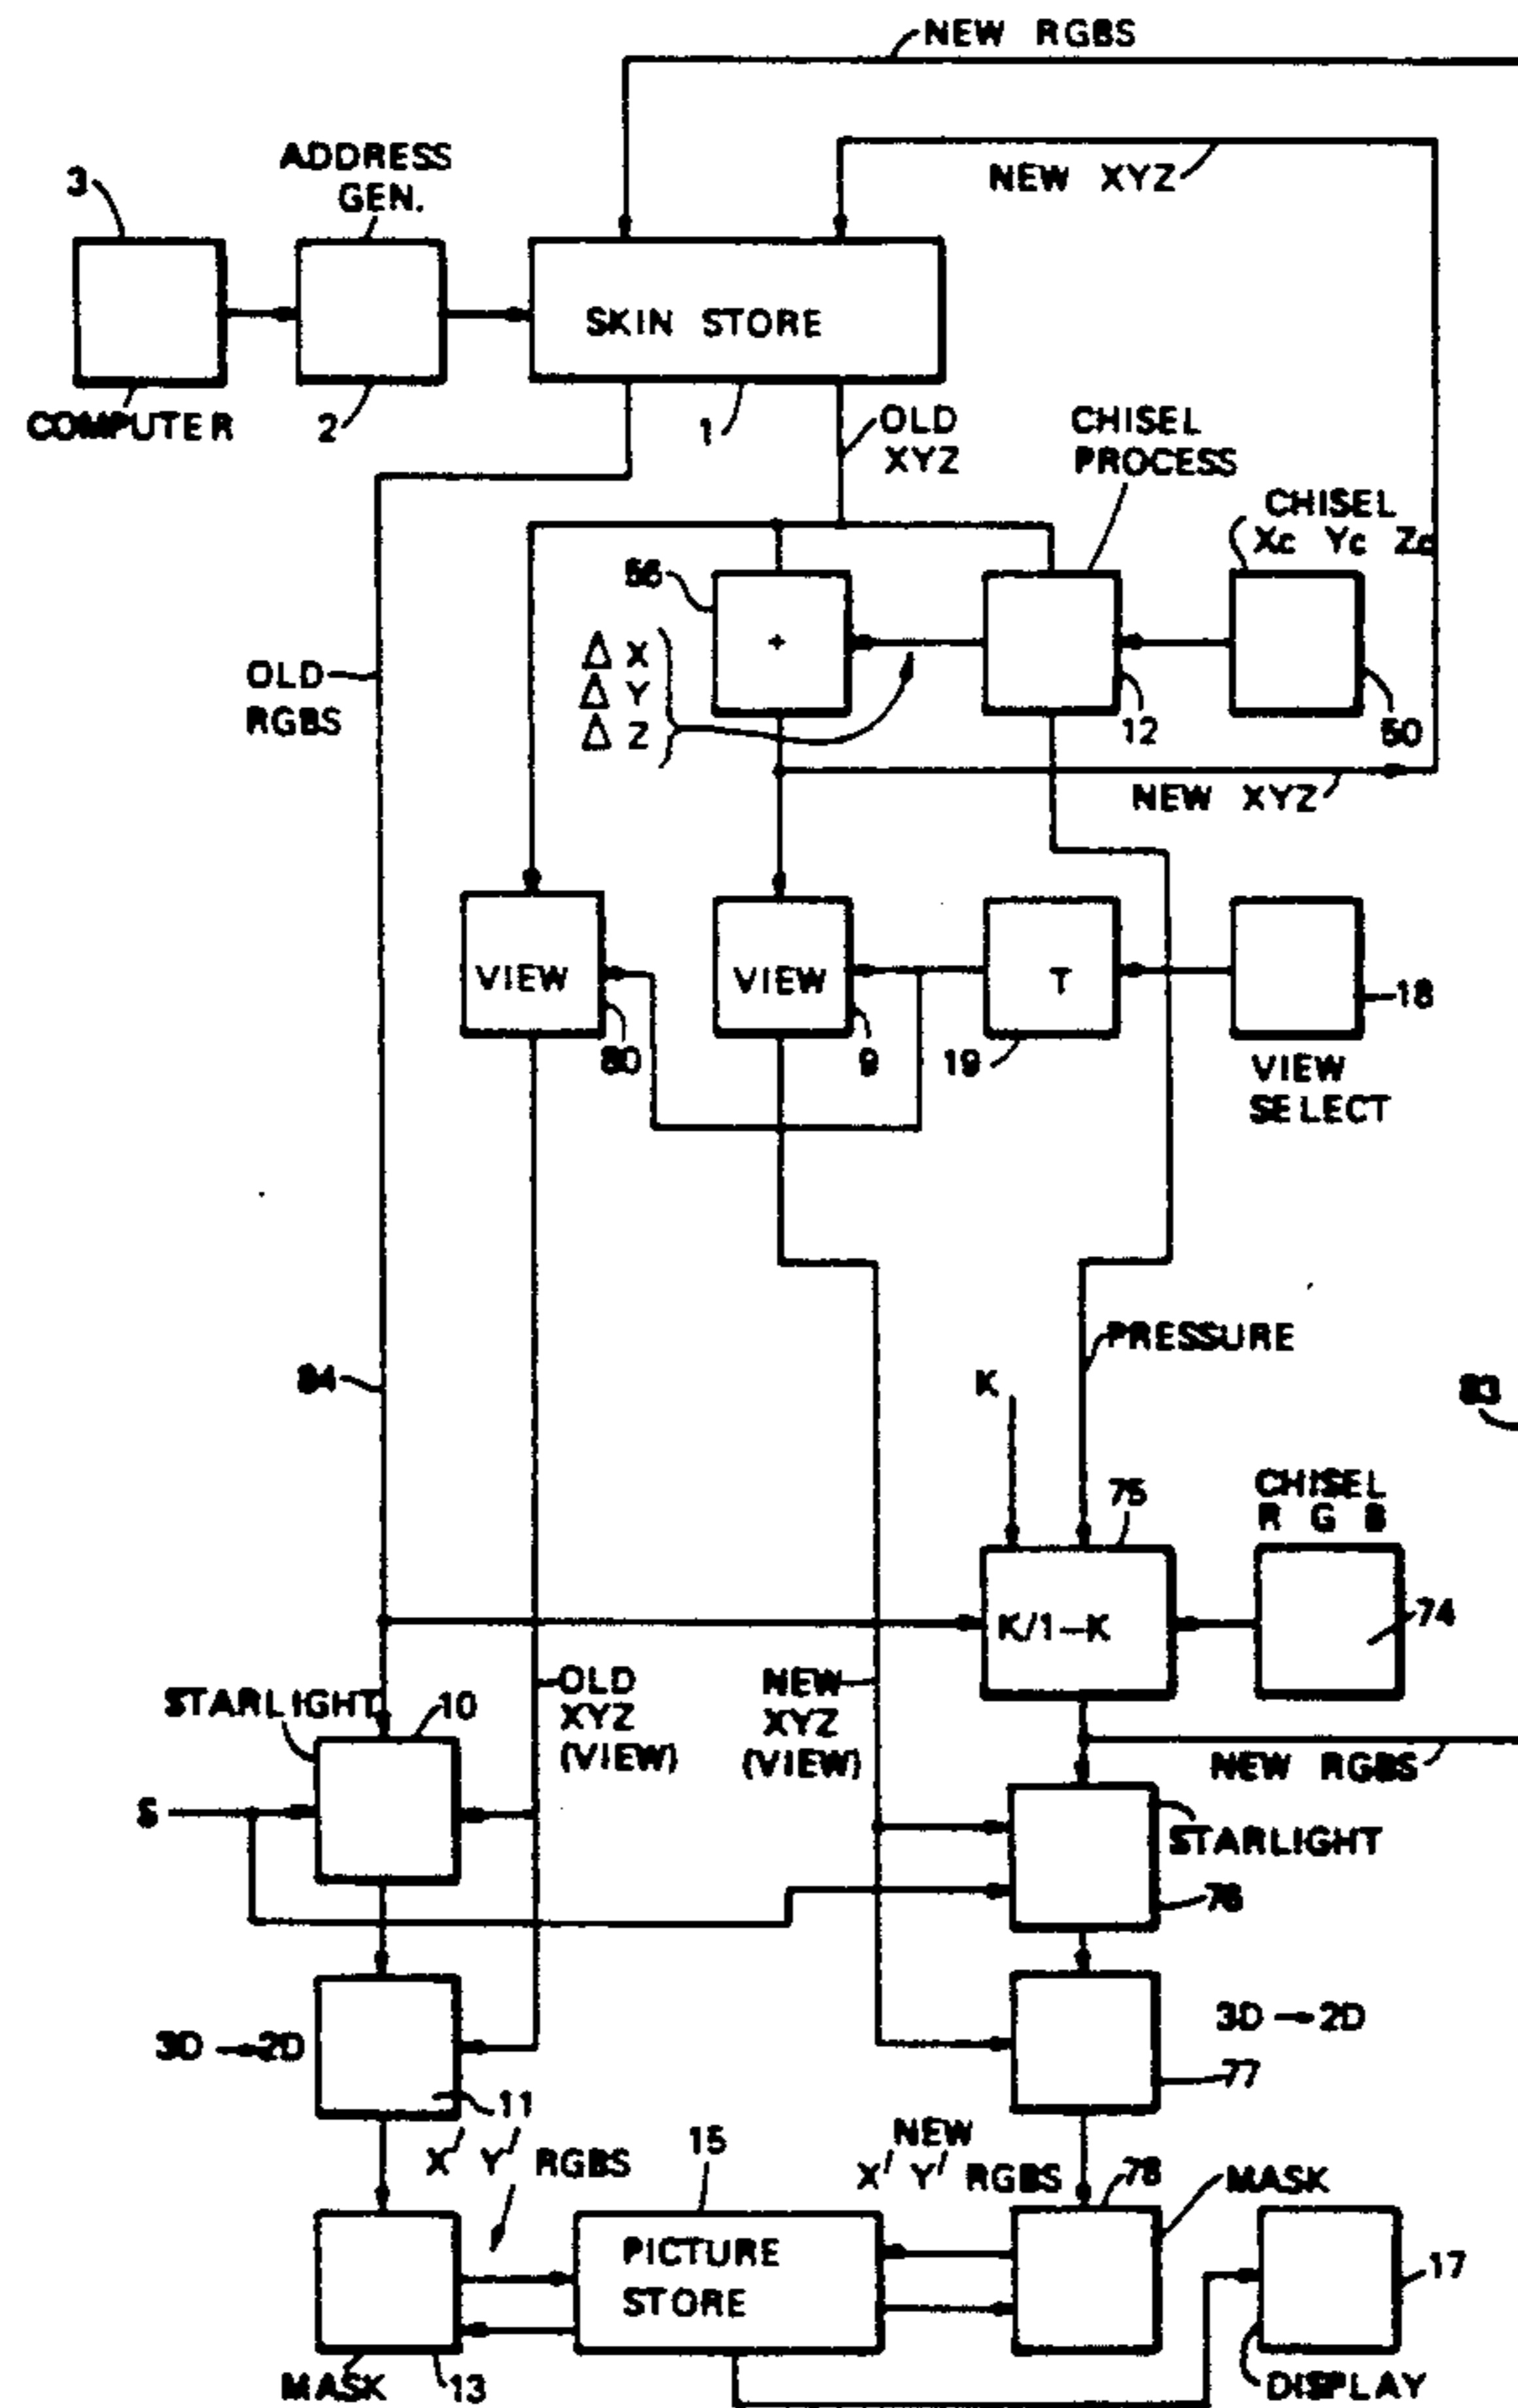 NEW RGBS
NEW XYZ
3
ADDRESS
GEN.
SKIN STORE
COMPUTER
2
1
OLD
XYZ
CHISEL
PROCESS
CHISEL
Xc Yc Zc
56
+
Δ X
Δ Y
Δ Z
OLD
RGBS
12
50
NEW XYZ
VIEW
VIEW
T
18
80
9
19
VIEW
SELECT
PRESSURE
84
K
83
75
CHISEL
R G B
K/1–K
74
STARLIGHT
10
OLD
XYZ
(VIEW)
NEW
XYZ
(VIEW)
NEW RGBS
S
STARLIGHT
76
3D → 2D
3D → 2D
77
11
X' Y' RGBS
15
NEW
X' Y' RGBS
78
MASK
PICTURE
STORE
17
MASK
13
DISPLAY